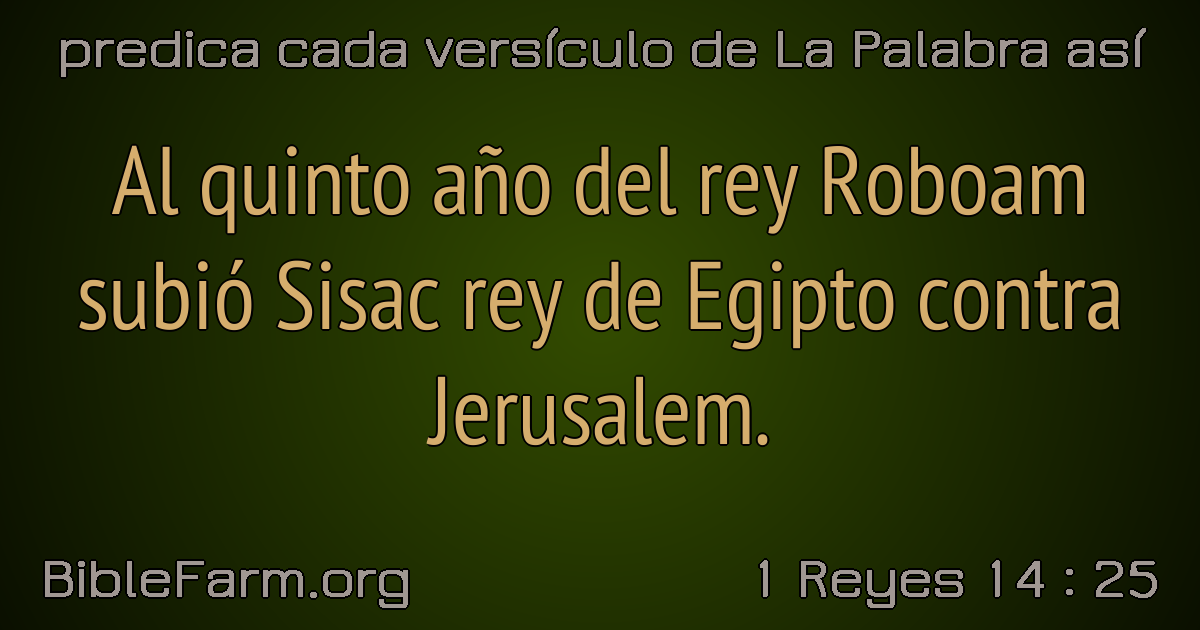 predica cada versículo de La Palabra así
Al quinto año del rey Roboam
subió Sisac rey de Egipto contra
Jerusalem.
BibleFarm.org
1 Reyes 14 : 25